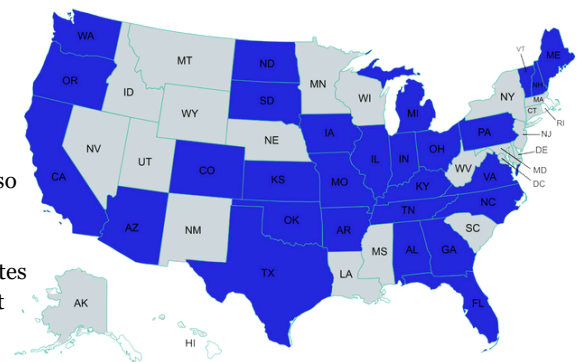 WA
ME
VT
MT
ND
NH
OR
MN
ID
SD
WI
NY
MA
MI
CT
RI
WY
IA
PA
NJ
NE
OH
DE
NV
IL
IN
UT
WV
MD
CO
VA
DC
CA
KS
MO
KY
so
NC
TN
OK
AZ
NM
AR
SC
MS
AL
GA
tes
TX
LA
t
AK
FL
HI